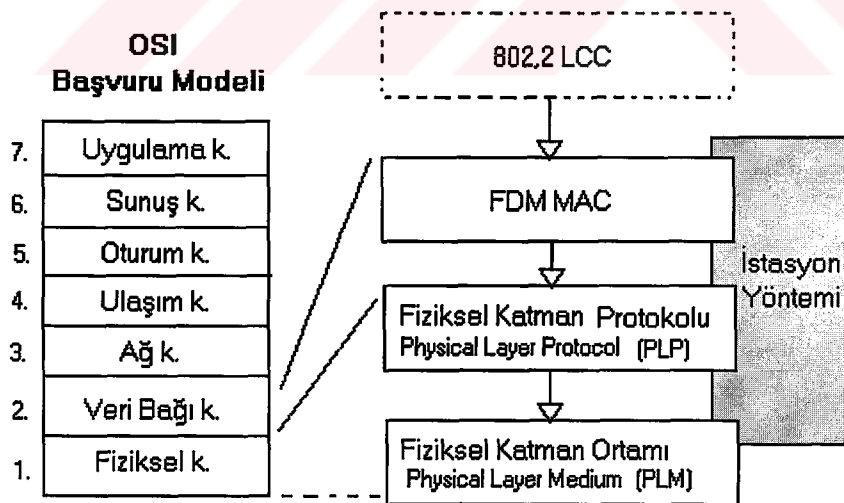 OSI
Başvuru Modeli
7. Uygulama k.
6. Sunuş k.
5. Oturum k.
4. Ulaşım k.
3. Ağ k.
2. Veri Bağı k.
1. Fiziksel k.
802,2 LCC
FDM MAC
Fiziksel Katman Protokolu
Physical Layer Protocol (PLP)
Fiziksel Katman Ortamı
Physical Layer Medium (PLM)
İstasyon
Yöntemi